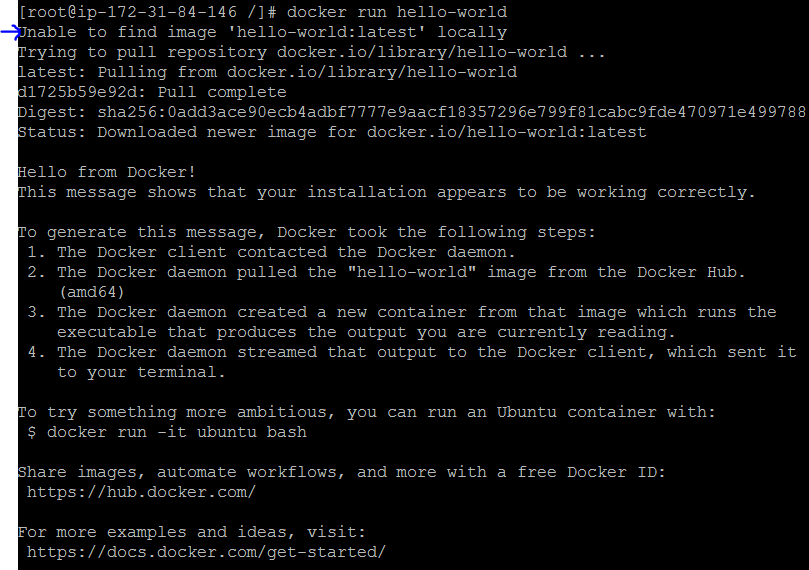 [root@ip-172-31-84-146 /]# docker run hello-world
Unable to find image 'hello-world:latest' locally
Trying to pull repository docker.io/library/hello-world ...
latest: Pulling from docker.io/library/hello-world
d1725b59e92d: Pull complete
Digest: sha256:0add3ace90ecb4adbf7777e9aacf18357296e799f81cabc9fde470971e499788
Status: Downloaded newer image for docker.io/hello-world:latest
Hello from Docker!
This message shows that your installation appears to be working correctly.
To generate this message, Docker took the following steps:
1. The Docker client contacted the Docker daemon.
2. The Docker daemon pulled the "hello-world" image from the Docker Hub.
(amd64)
3. The Docker daemon created a new container from that image which runs the
executable that produces the output you are currently reading.
4. The Docker daemon streamed that output to the Docker client, which sent it
to your terminal.
To try something more ambitious, you can run an Ubuntu container with:
$ docker run -it ubuntu bash
Share images, automate workflows, and more with a free Docker ID:
https://hub.docker.com/
For more examples and ideas, visit:
https://docs.docker.com/get-started/